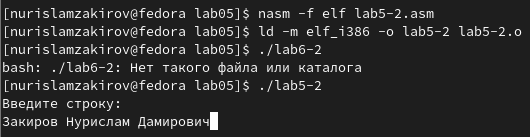 [nurislamzakirov@fedora lab05]$ nasm -f elf lab5-2.asm
[nurislamzakirov@fedora lab05]$ ld -m elf_i386 -o lab5-2 lab5-2.o
[nurislamzakirov@fedora lab05]$ ./lab6-2
bash: ./lab6-2: Нет такого файла или каталога
[nurislamzakirov@fedora lab05]$ ./lab5-2
Введите строку:
Закиров Нурислам Дамирович